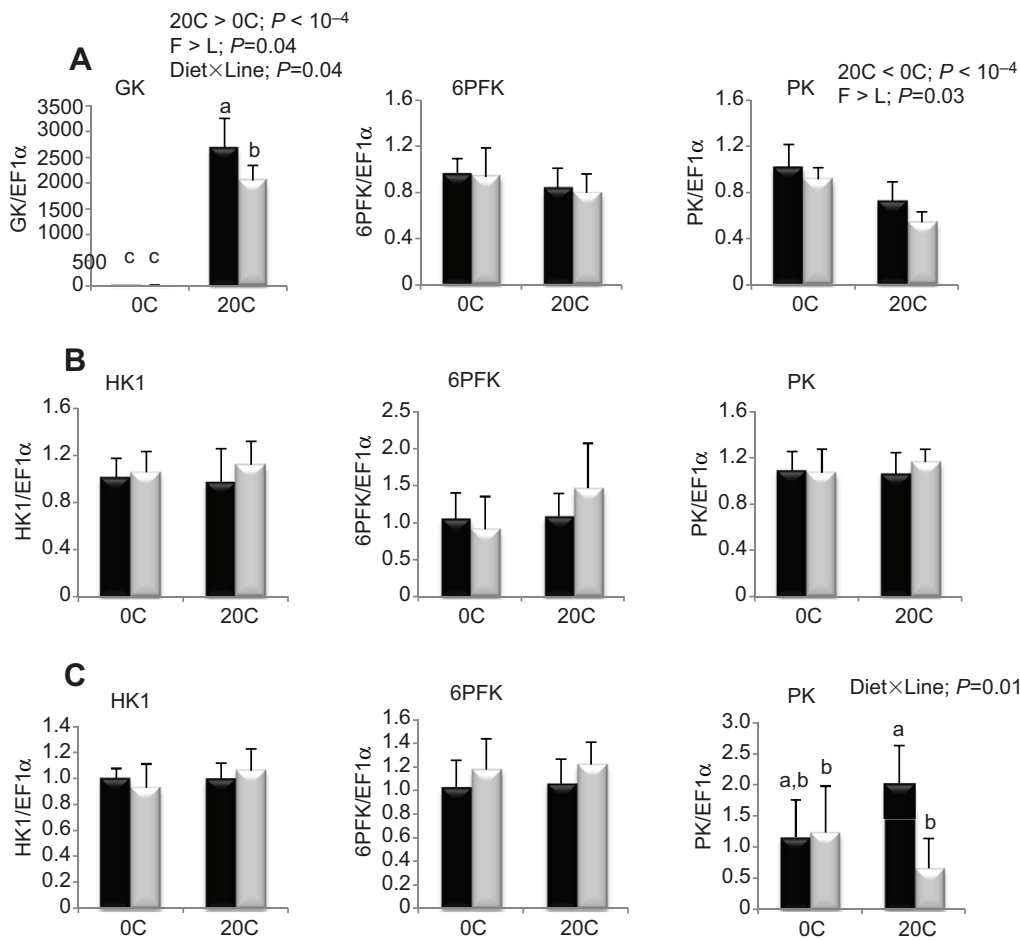 A
20C > 0C; P < 10–4
F > L; P=0.04
Diet×Line; P=0.04
GK
GK/EF1α
3500
3000
2500
2000
1500
1000
500
0
c c
a
b
0C 20C
6PFK
6PFK/EF1α
1.6
1.2
0.8
0.4
0
0C 20C
20C < 0C; P < 10–4
F > L; P=0.03
PK
PK/EF1α
1.6
1.2
0.8
0.4
0
0C 20C
B
HK1
HK1/EF1α
1.6
1.2
0.8
0.4
0
0C 20C
6PFK
6PFK/EF1α
2.5
2.0
1.5
1.0
0.5
0
0C 20C
PK
PK/EF1α
1.6
1.2
0.8
0.4
0
0C 20C
C
HK1
HK1/EF1α
1.4
1.2
1.0
0.8
0.6
0.4
0.2
0
0C 20C
6PFK
6PFK/EF1α
1.6
1.4
1.2
1.0
0.8
0.6
0.4
0.2
0
0C 20C
Diet×Line; P=0.01
PK
PK/EF1α
3.0
2.5
2.0
1.5
1.0
0.5
0
a,b b
a
b
0C 20C